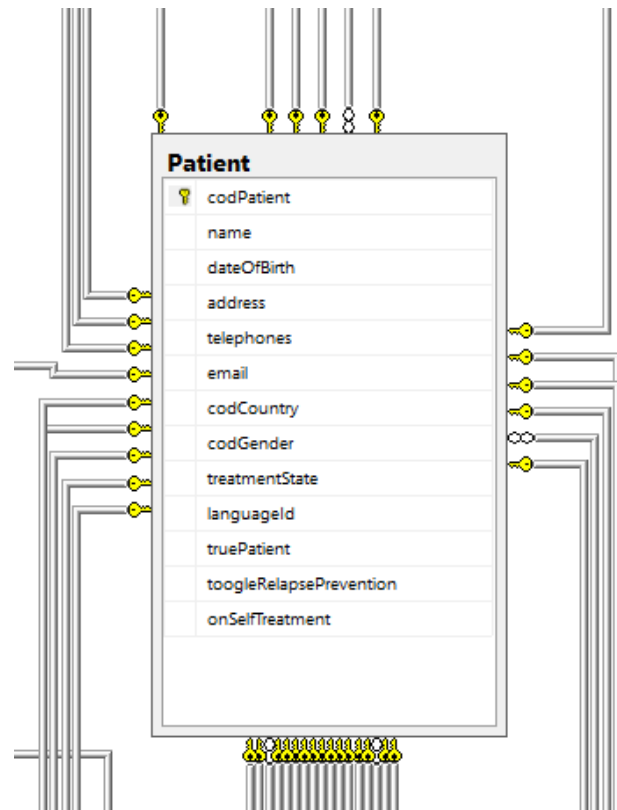 Patient
codPatient
name
dateOfBirth
address
telephones
email
codCountry
codGender
treatmentState
languageId
truePatient
toogleRelapsePrevention
onSelfTreatment